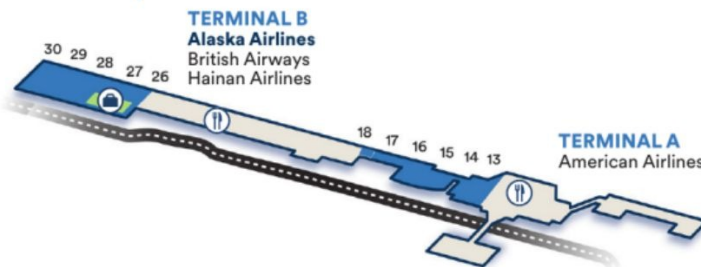 TERMINAL B
Alaska Airlines
British Airways
Hainan Airlines
30 29 28 27 26
18 17 16 15 14 13
TERMINAL A
American Airlines